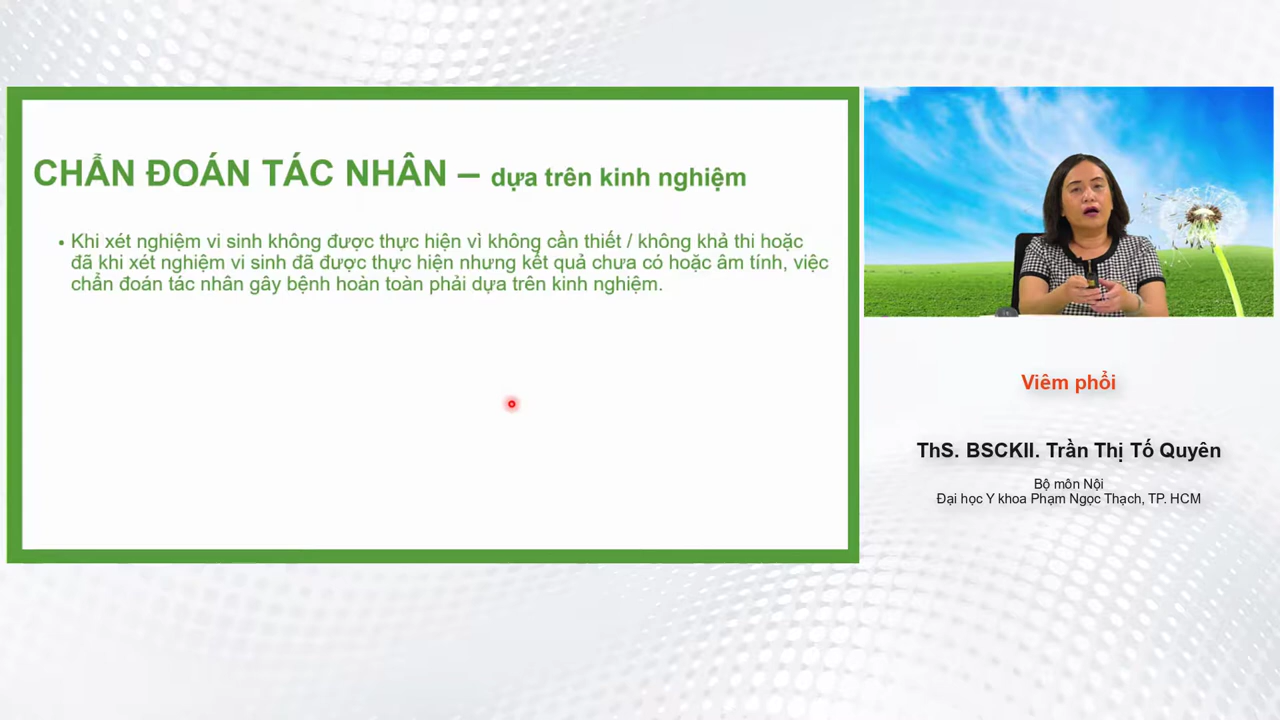 CHẨN ĐOÁN TÁC NHÂN – dựa trên kinh nghiệm
• Khi xét nghiệm vi sinh không được thực hiện vì không cần thiết / không khả thi hoặc
đã khi xét nghiệm vi sinh đã được thực hiện nhưng kết quả chưa có hoặc âm tính, việc
chẩn đoán tác nhân gây bệnh hoàn toàn phải dựa trên kinh nghiệm.
Viêm phổi
ThS. BSCKII. Trần Thị Tố Quyên
Bộ môn Nội
Đại học Y khoa Phạm Ngọc Thạch, TP. HCM